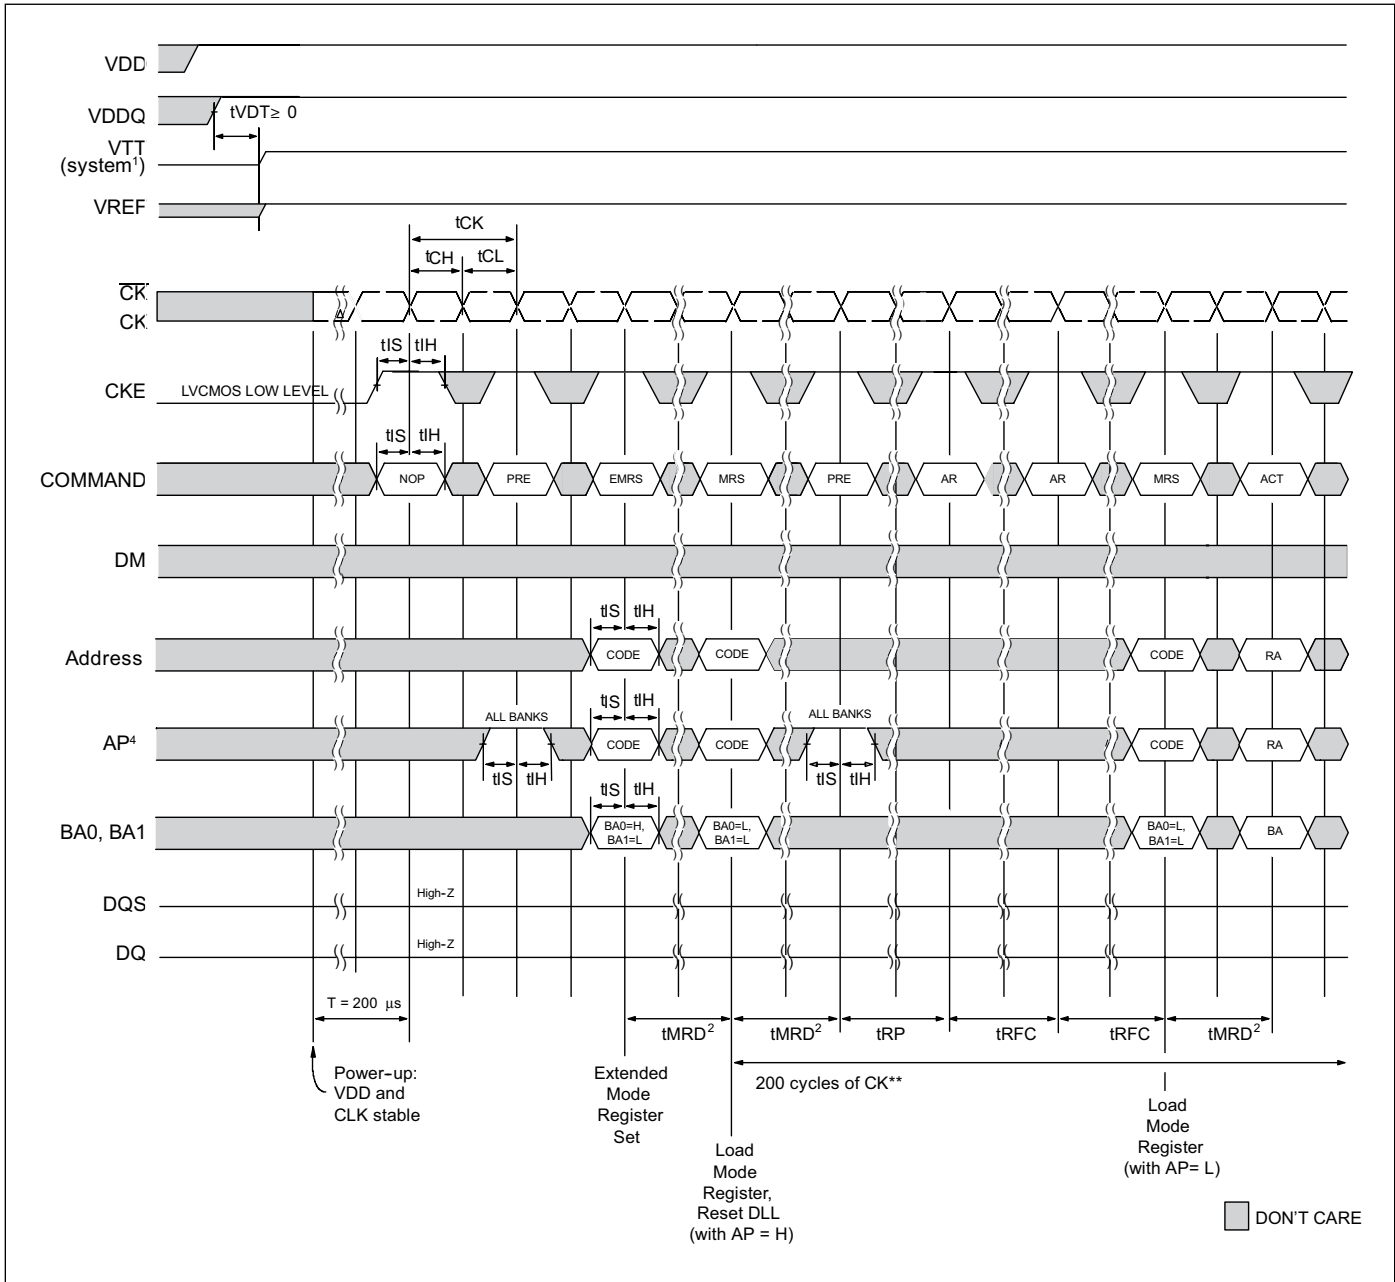 VDD
VDDQ
tVDT≥ 0
VTT
(system¹)
VREF
tCK
tCH
tCL
CK
CK
tIS
tIH
CKE
LVCMOS LOW LEVEL
tIS
tIH
COMMAND
NOP
PRE
EMRS
MRS
PRE
AR
AR
MRS
ACT
DM
tIS
tIH
Address
CODE
CODE
CODE
RA
ALL BANKS
tIS
tIH
ALL BANKS
AP⁴
CODE
CODE
CODE
RA
tIS
tIH
tIS
tIH
tIS
tIH
BA0, BA1
BA0=H,
BA1=L
BA0=L,
BA1=L
BA0=L,
BA1=L
BA
DQS
High-Z
DQ
High-Z
T = 200 μs
tMRD²
tMRD²
tRP
tRFC
tRFC
tMRD²
Power-up:
VDD and
CLK stable
Extended
Mode
Register
Set
200 cycles of CK**
Load
Mode
Register,
Reset DLL
(with AP = H)
Load
Mode
Register
(with AP= L)
DON'T CARE